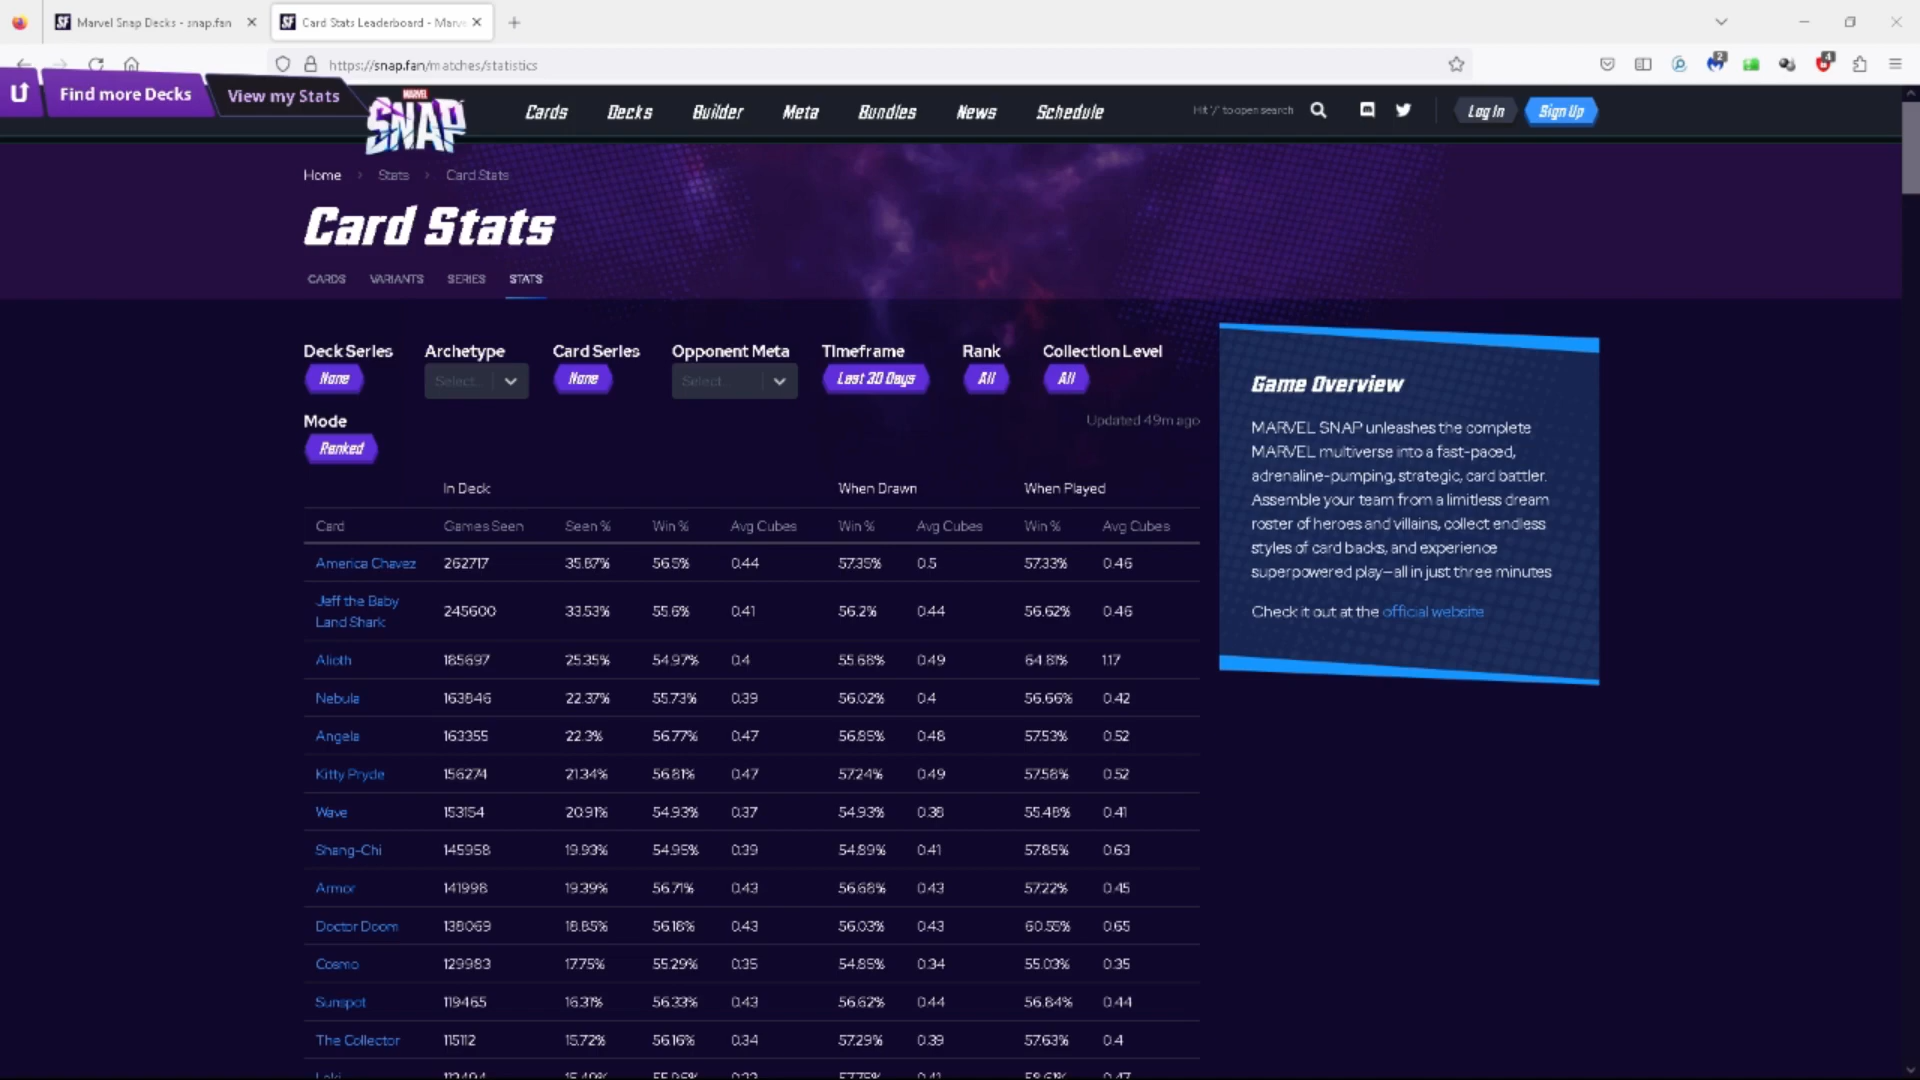 Marvel Snap Decks - snap.fan
Card Stats Leaderboard - Marve
https://snap.fan/matches/statistics
2
4
Find more Decks
View my Stats
MARVEL
SNAP
Cards
Decks
Builder
Meta
Bundles
News
Schedule
Hit '/' to open search
Log In
Sign Up
Home > Stats > Card Stats
Card Stats
CARDS VARIANTS SERIES STATS
Deck Series Archetype Card Series Opponent Meta Timeframe Rank Collection Level
None Select... None Select... Last 30 Days All All
Mode
Updated 49m ago
Ranked
In Deck When Drawn When Played
Card Games Seen Seen % Win % Avg Cubes Win % Avg Cubes Win % Avg Cubes
America Chavez 262717 35.87% 56.5% 0.44 57.35% 0.5 57.33% 0.46
Jeff the Baby
Land Shark 245600 33.53% 55.6% 0.41 56.2% 0.44 56.62% 0.46
Alioth 185697 25.35% 54.97% 0.4 55.68% 0.49 64.81% 1.17
Nebula 163846 22.37% 55.73% 0.39 56.02% 0.4 56.66% 0.42
Angela 163355 22.3% 56.77% 0.47 56.85% 0.48 57.53% 0.52
Kitty Pryde 156274 21.34% 56.81% 0.47 57.24% 0.49 57.58% 0.52
Wave 153154 20.91% 54.93% 0.37 54.93% 0.38 55.48% 0.41
Shang-Chi 145958 19.93% 54.95% 0.39 54.89% 0.41 57.85% 0.63
Armor 141998 19.39% 56.71% 0.43 56.68% 0.43 57.22% 0.45
Doctor Doom 138069 18.85% 56.18% 0.43 56.03% 0.43 60.55% 0.65
Cosmo 129983 17.75% 55.29% 0.35 54.85% 0.34 55.03% 0.35
Sunspot 119465 16.31% 56.33% 0.43 56.62% 0.44 56.84% 0.44
The Collector 115112 15.72% 56.16% 0.34 57.29% 0.39 57.63% 0.4
Loki
Game Overview
MARVEL SNAP unleashes the complete
MARVEL multiverse into a fast-paced,
adrenaline-pumping, strategic, card battler.
Assemble your team from a limitless dream
roster of heroes and villains, collect endless
styles of card backs, and experience
superpowered play—all in just three minutes
Check it out at the official website